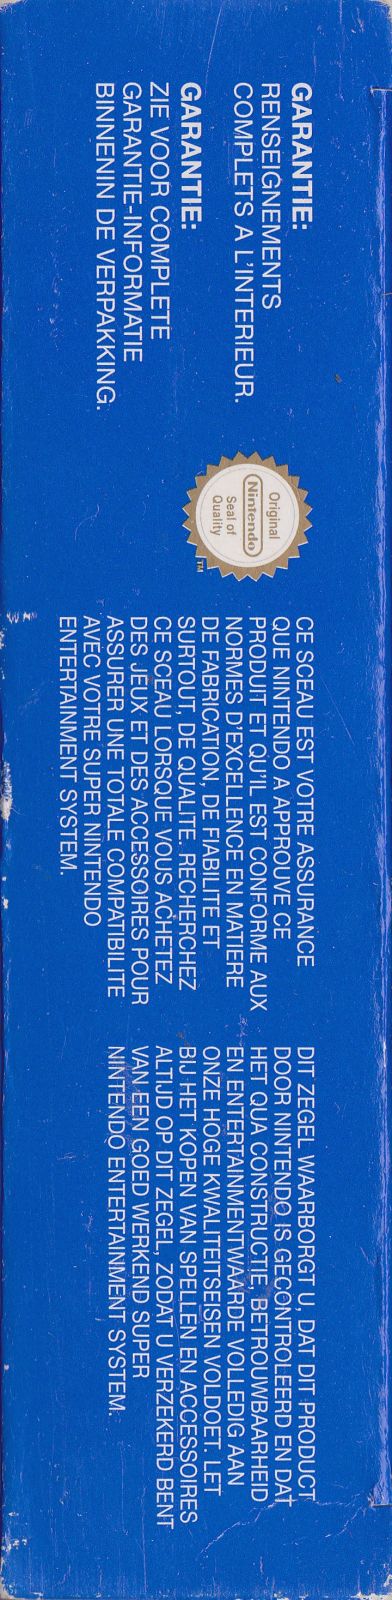 GARANTIE:
RENSEIGNEMENTS
COMPLETS A L'INTERIEUR.
GARANTIE:
ZIE VOOR COMPLETE
GARANTIE-INFORMATIE
BINNENIN DE VERPAKKING.
Original
Nintendo
Seal of
Quality
TM
CE SCEAU EST VOTRE ASSURANCE
QUE NINTENDO A APPROUVE CE
PRODUIT ET QU'IL EST CONFORME AUX
NORMES D'EXCELLENCE EN MATIERE
DE FABRICATION, DE FIABILITE ET
SURTOUT, DE QUALITE. RECHERCHEZ
CE SCEAU LORSQUE VOUS ACHETEZ
DES JEUX ET DES ACCESSOIRES POUR
ASSURER UNE TOTALE COMPATIBILITE
AVEC VOTRE SUPER NINTENDO
ENTERTAINMENT SYSTEM.
DIT ZEGEL WAARBORGT U, DAT DIT PRODUCT
DOOR NINTENDO IS GECONTROLEERD EN DAT
HET QUA CONSTRUCTIE, BETROUWBAARHEID
EN ENTERTAINMENTWAARDE VOLLEDIG AAN
ONZE HOGE KWALITEITSEISEN VOLDOET. LET
BIJ HET KOPEN VAN SPELLEN EN ACCESSOIRES
ALTIJD OP DIT ZEGEL, ZODAT U VERZEKERD BENT
VAN EEN GOED WERKEND SUPER
NINTENDO ENTERTAINMENT SYSTEM.